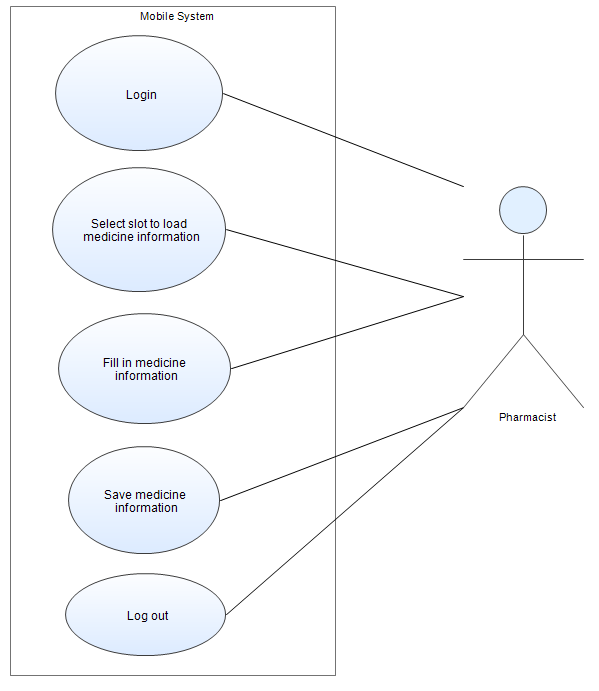 Mobile System
Login
Select slot to load
medicine information
Fill in medicine
information
Pharmacist
Save medicine
information
Log out